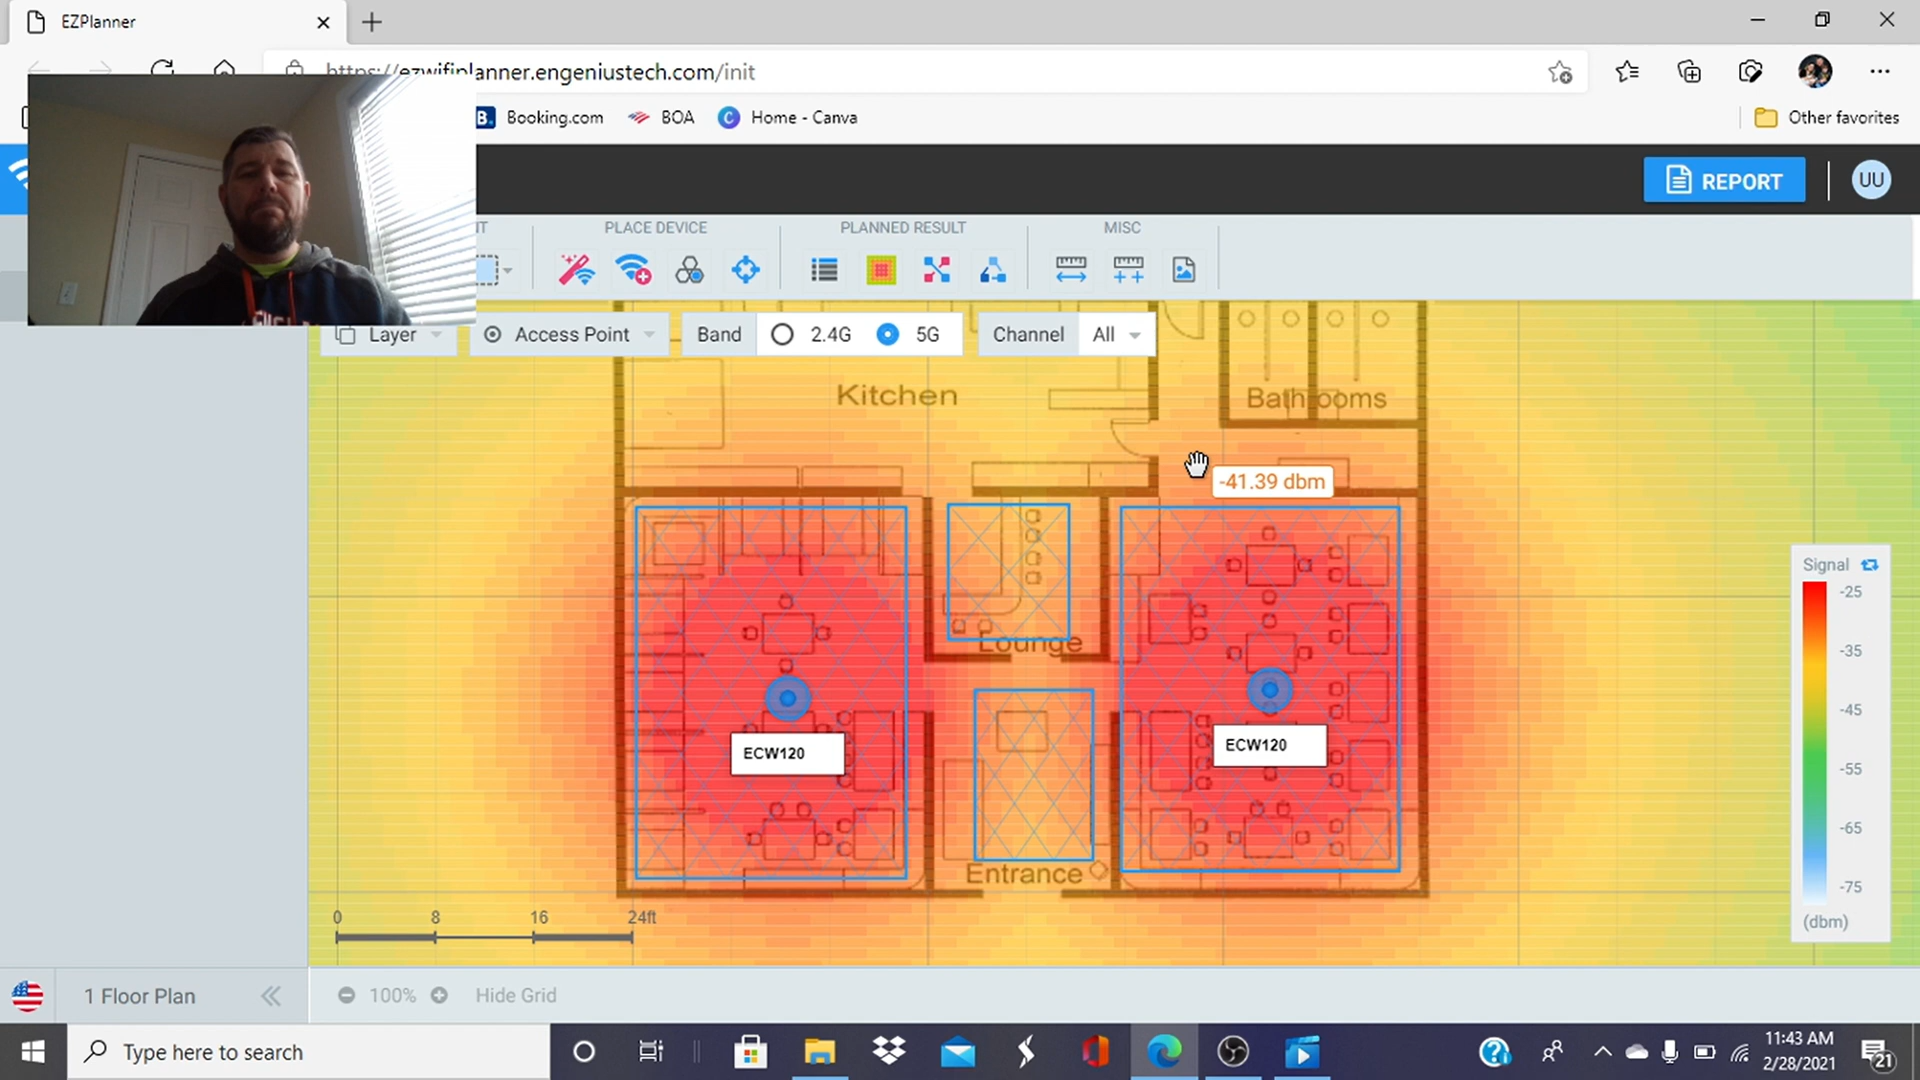 EZPlanner
https://ezwifiplanner.engeniustech.com/init
B. Booking.com
BOA
C Home - Canva
Other favorites
REPORT
UU
PLACE DEVICE
PLANNED RESULT
MISC
Layer
Access Point
Band
2.4G
5G
Channel
All
Kitchen
Bathrooms
-41.39 dbm
Lounge
ECW120
ECW120
Entrance
Signal
-25
-35
-45
-55
-65
-75
(dbm)
0 8 16 24ft
1 Floor Plan
100%
Hide Grid
Type here to search
11:43 AM
2/28/2021
21